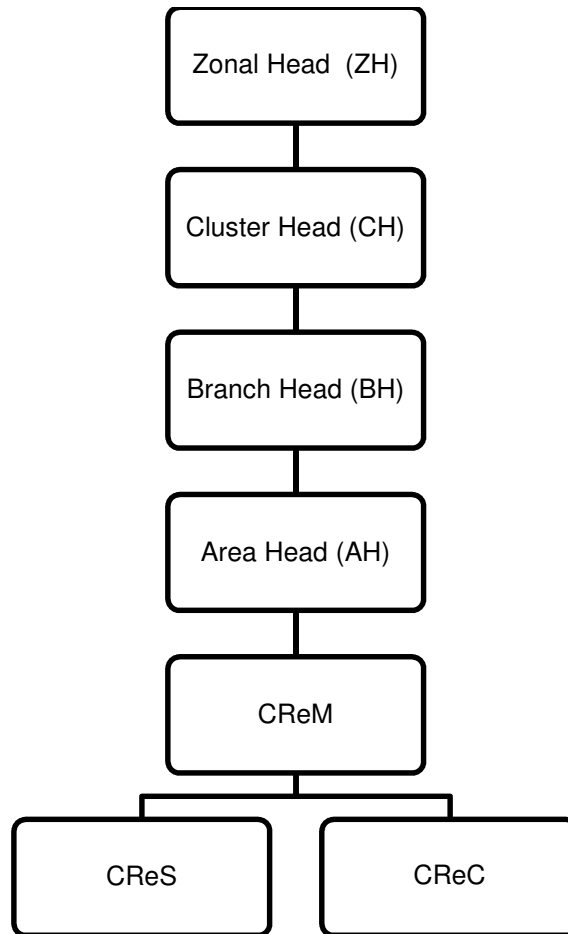 Zonal Head  (ZH)
Cluster Head (CH)
Branch Head (BH)
Area Head (AH)
CReM
CReS
CReC